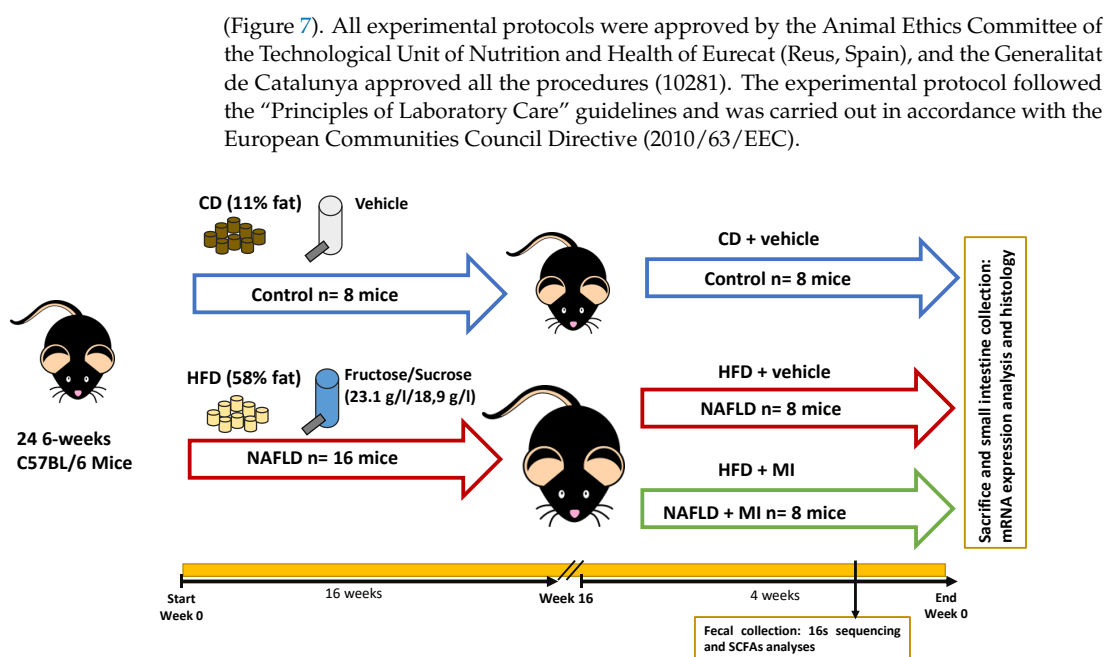 (Figure 7). All experimental protocols were approved by the Animal Ethics Committee of
the Technological Unit of Nutrition and Health of Eurecat (Reus, Spain), and the Generalitat
de Catalunya approved all the procedures (10281). The experimental protocol followed
the “Principles of Laboratory Care” guidelines and was carried out in accordance with the
European Communities Council Directive (2010/63/EEC).
CD (11% fat)
Vehicle
Control n= 8 mice
CD + vehicle
Control n= 8 mice
24 6-weeks
C57BL/6 Mice
HFD (58% fat)
Fructose/Sucrose
(23.1 g/l/18,9 g/l)
NAFLD n= 16 mice
HFD + vehicle
NAFLD n= 8 mice
HFD + MI
NAFLD + MI n= 8 mice
Sacrifice and small intestine collection:
mRNA expression analysis and histology
Start
Week 0
16 weeks
Week 16
4 weeks
End
Week 0
Fecal collection: 16s sequencing
and SCFAs analyses